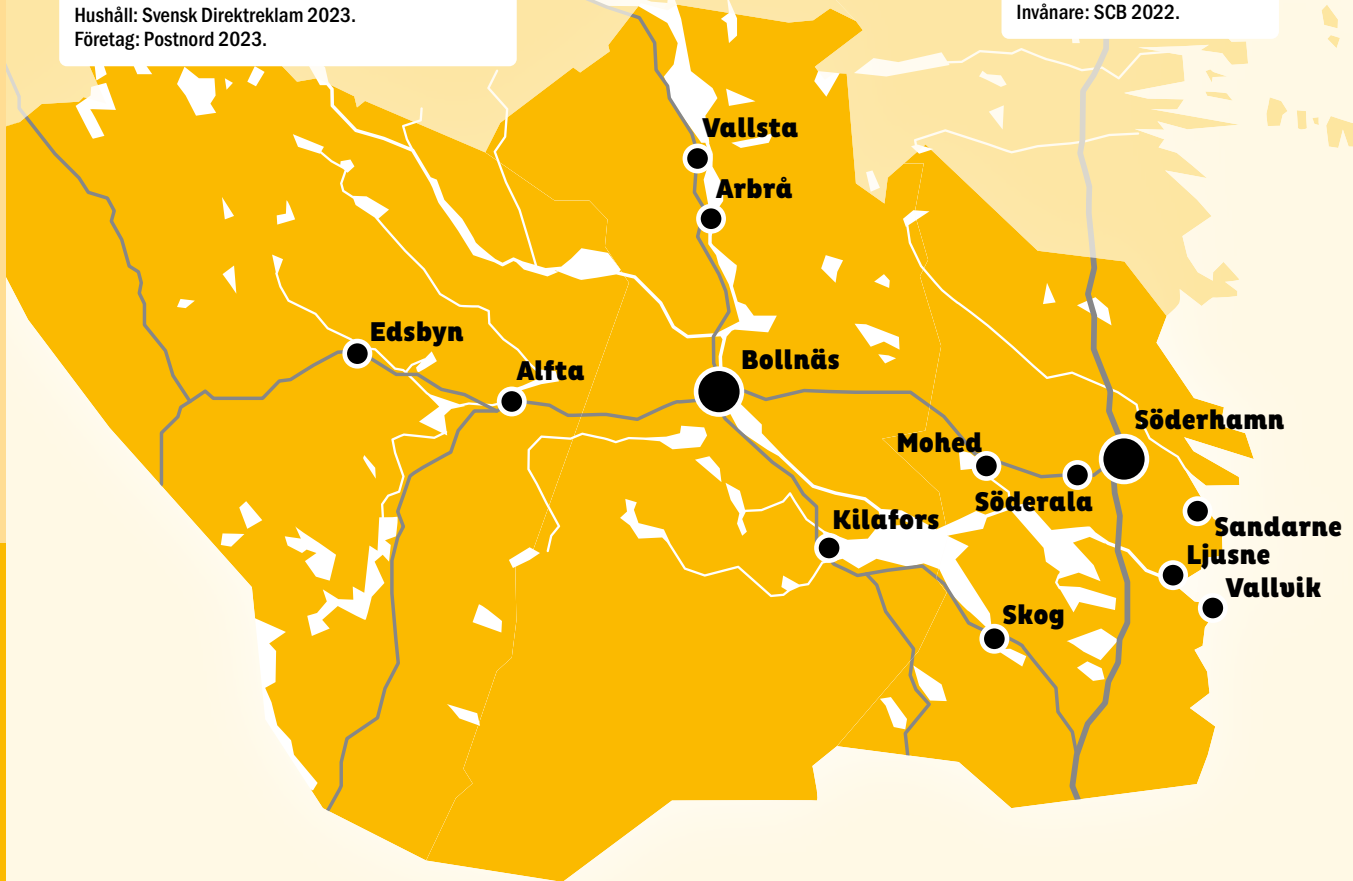 Hushåll: Svensk Direktreklam 2023.
Företag: Postnord 2023.
Invånare: SCB 2022.
Vallsta
Arbrå
Edsbyn
Alfta
Bollnäs
Söderhamn
Mohed
Söderala
Kilafors
Sandarne
Ljusne
Vallvik
Skog